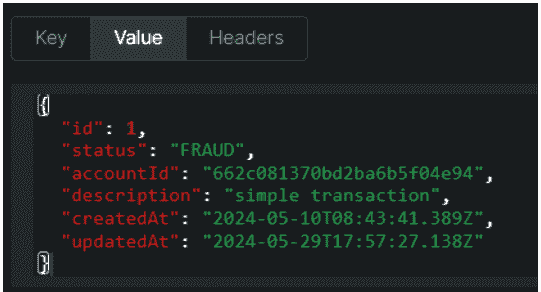 Key Value Headers
{
"id": 1,
"status": "FRAUD",
"accountId": "662c081370bd2ba6b5f04e94",
"description": "simple transaction",
"createdAt": "2024-05-10T08:43:41.389Z",
"updatedAt": "2024-05-29T17:57:27.138Z"
}